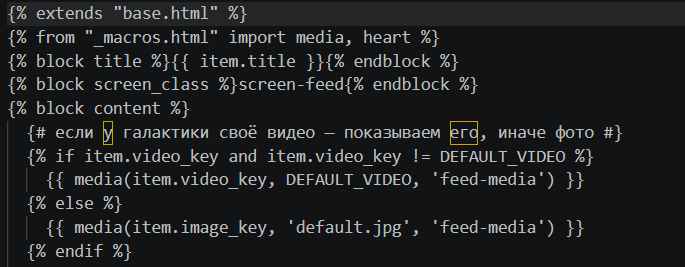 {% extends "base.html" %}
{% from "_macros.html" import media, heart %}
{% block title %}{{ item.title }}{% endblock %}
{% block screen_class %}screen-feed{% endblock %}
{% block content %}
{# если у галактики своё видео — показываем его, иначе фото #}
{% if item.video_key and item.video_key != DEFAULT_VIDEO %}
{{ media(item.video_key, DEFAULT_VIDEO, 'feed-media') }}
{% else %}
{{ media(item.image_key, 'default.jpg', 'feed-media') }}
{% endif %}